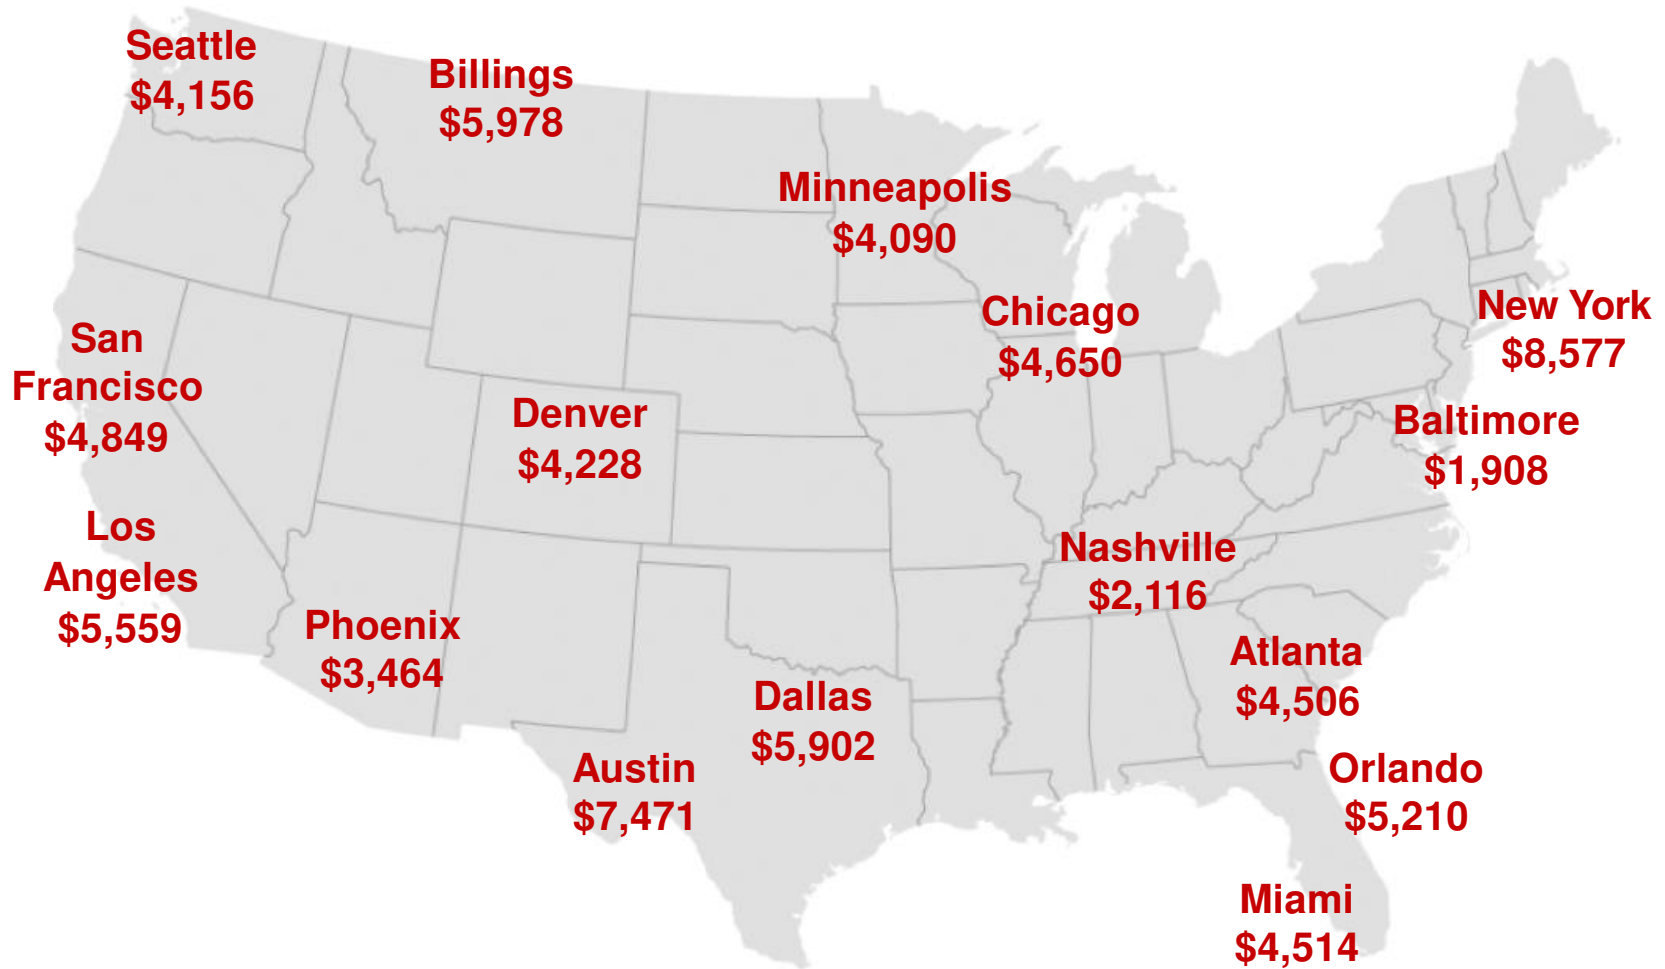 Seattle
$4,156
Billings
$5,978
Minneapolis
$4,090
Chicago
$4,650
New York
$8,577
San
Francisco
$4,849
Denver
$4,228
Baltimore
$1,908
Los
Angeles
$5,559
Nashville
$2,116
Phoenix
$3,464
Atlanta
$4,506
Dallas
$5,902
Austin
$7,471
Orlando
$5,210
Miami
$4,514